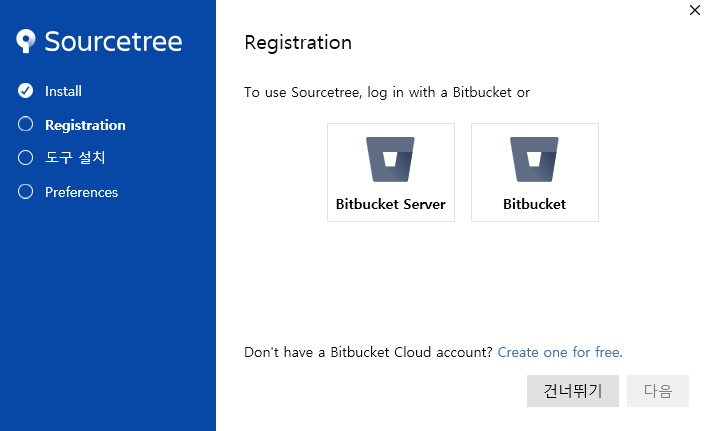 Sourcetree
Install
Registration
도구 설치
Preferences
Registration
To use Sourcetree, log in with a Bitbucket or
Bitbucket Server
Bitbucket
Don't have a Bitbucket Cloud account? Create one for free.
건너뛰기
다음